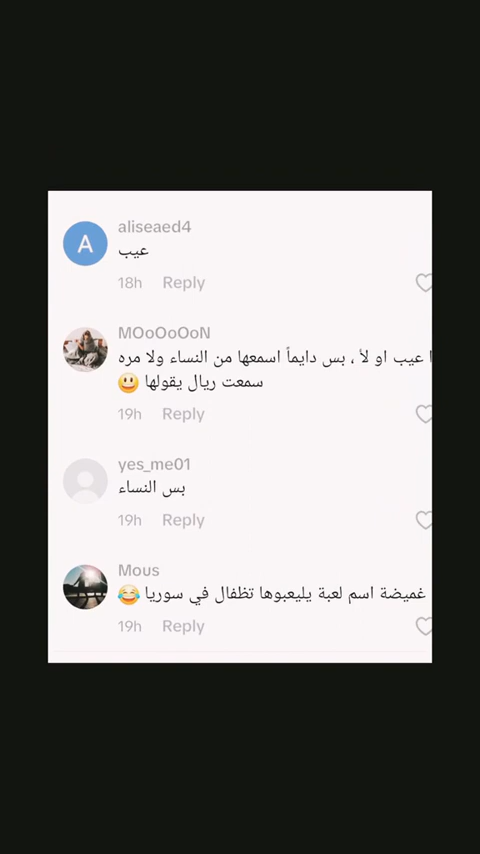 aliseaed4
عيب
18h Reply
MOoOoOoN
عيب او لأ ، بس دايماً اسمعها من النساء ولا مره
سمعت ريال يقولها 😃
19h Reply
yes_me01
بس النساء
19h Reply
Mous
غميضة اسم لعبة يليعبوها تظفال في سوريا 😂
19h Reply